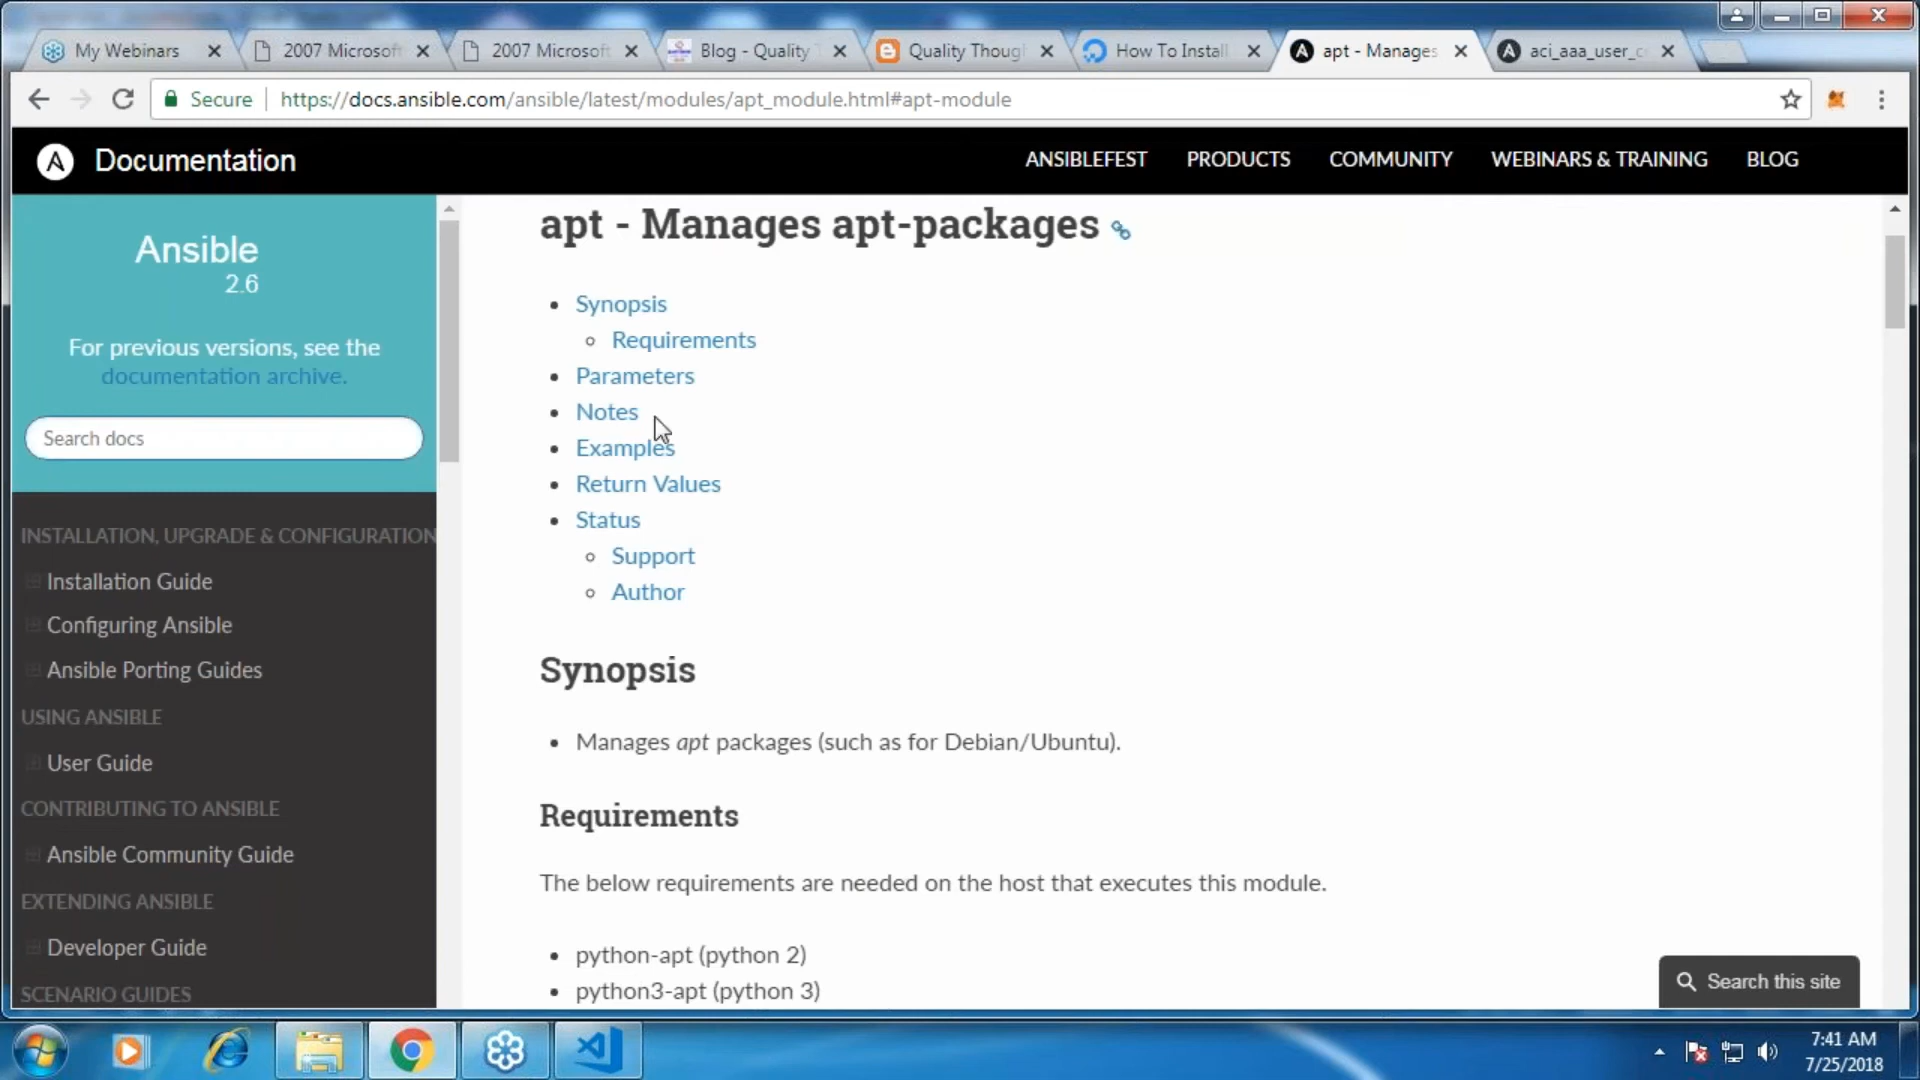 My Webinars
2007 Microsoft
2007 Microsoft
Blog - Quality T
Quality Though
How To Install
apt - Manages
aci_aaa_user_c
Secure
https://docs.ansible.com/ansible/latest/modules/apt_module.html#apt-module
Documentation
ANSIBLEFEST
PRODUCTS
COMMUNITY
WEBINARS & TRAINING
BLOG
Ansible
2.6
For previous versions, see the
documentation archive.
Search docs
INSTALLATION, UPGRADE & CONFIGURATION
Installation Guide
Configuring Ansible
Ansible Porting Guides
USING ANSIBLE
User Guide
CONTRIBUTING TO ANSIBLE
Ansible Community Guide
EXTENDING ANSIBLE
Developer Guide
SCENARIO GUIDES
apt - Manages apt-packages
Synopsis
Requirements
Parameters
Notes
Examples
Return Values
Status
Support
Author
Synopsis
Manages apt packages (such as for Debian/Ubuntu).
Requirements
The below requirements are needed on the host that executes this module.
python-apt (python 2)
python3-apt (python 3)
Search this site
7:41 AM
7/25/2018